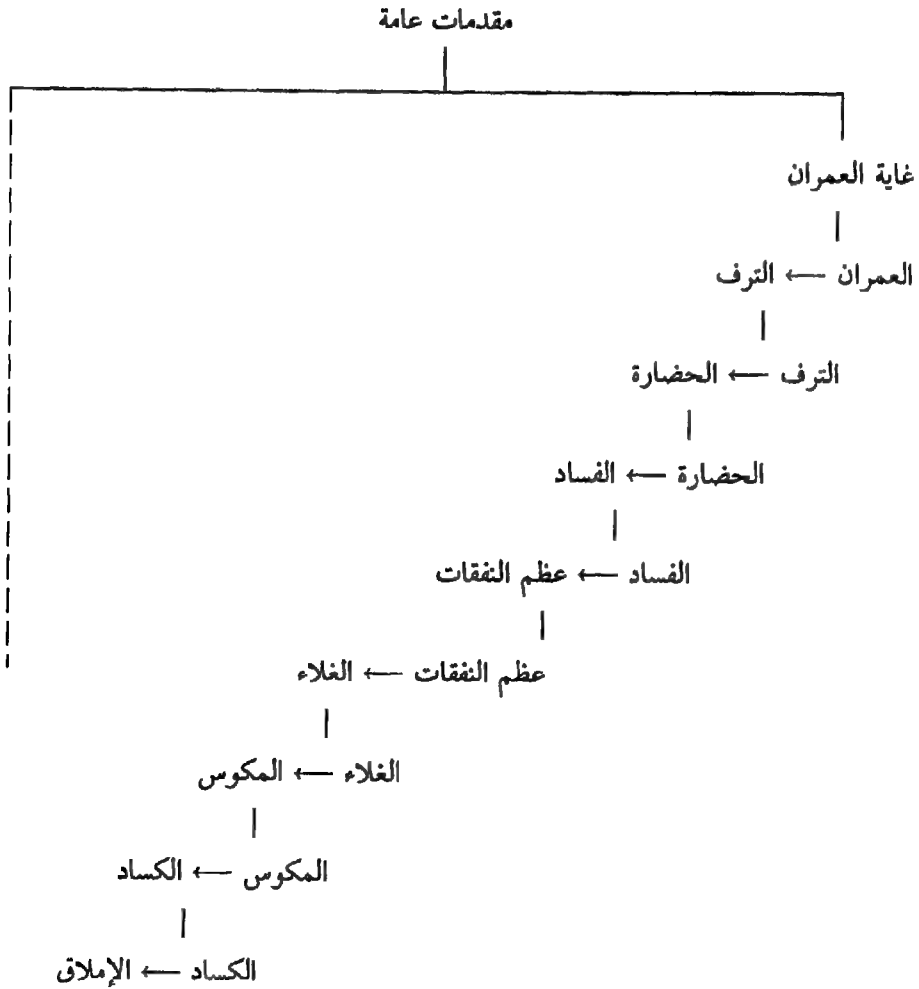 مقدمات عامة
غاية العمران
العمران ← الترف
الترف ← الحضارة
الحضارة ← الفساد
الفساد ← عظم النفقات
عظم النفقات ← الغلاء
الغلاء ← المكوس
المكوس ← الكساد
الكساد ← الإملاق